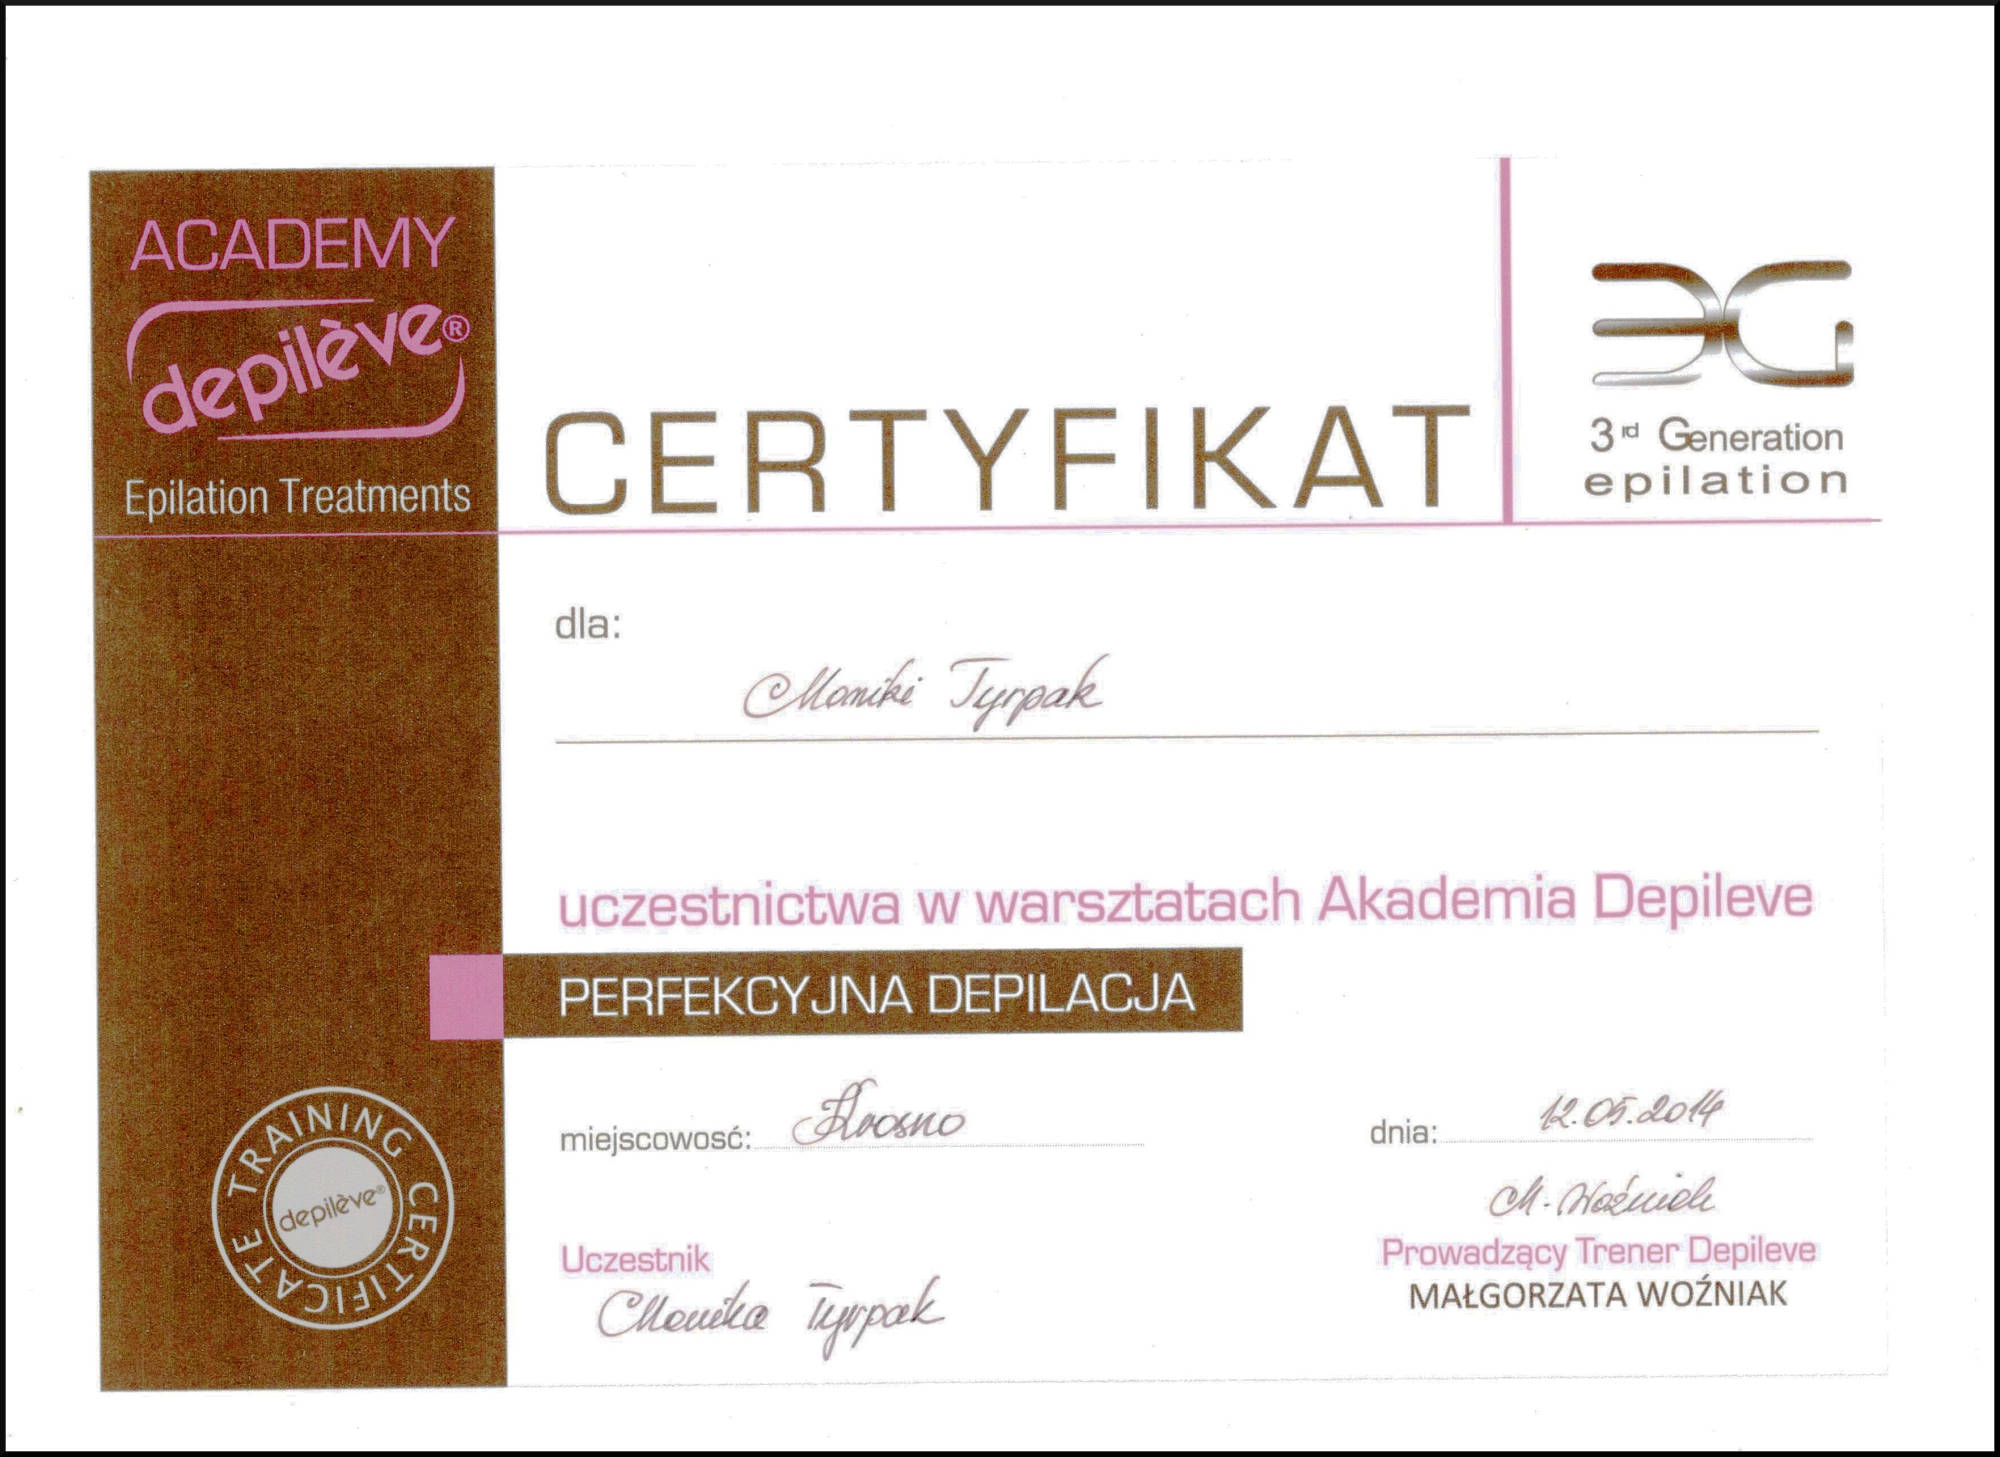 ACADEMY
depilève®
Epilation Treatments
CERTYFIKAT
3G
3rd Generation
epilation
dla:
Moniki Tyrpak
uczestnictwa w warsztatach Akademia Depileve
PERFEKCYJNA DEPILACJA
miejscowość: Krosno
dnia: 12.05.2014
M. Woźniak
Uczestnik
Prowadzący Trener Depileve
MAŁGORZATA WOŹNIAK
Monika Tyrpak
TRAINING CERTIFICATE
depilève®